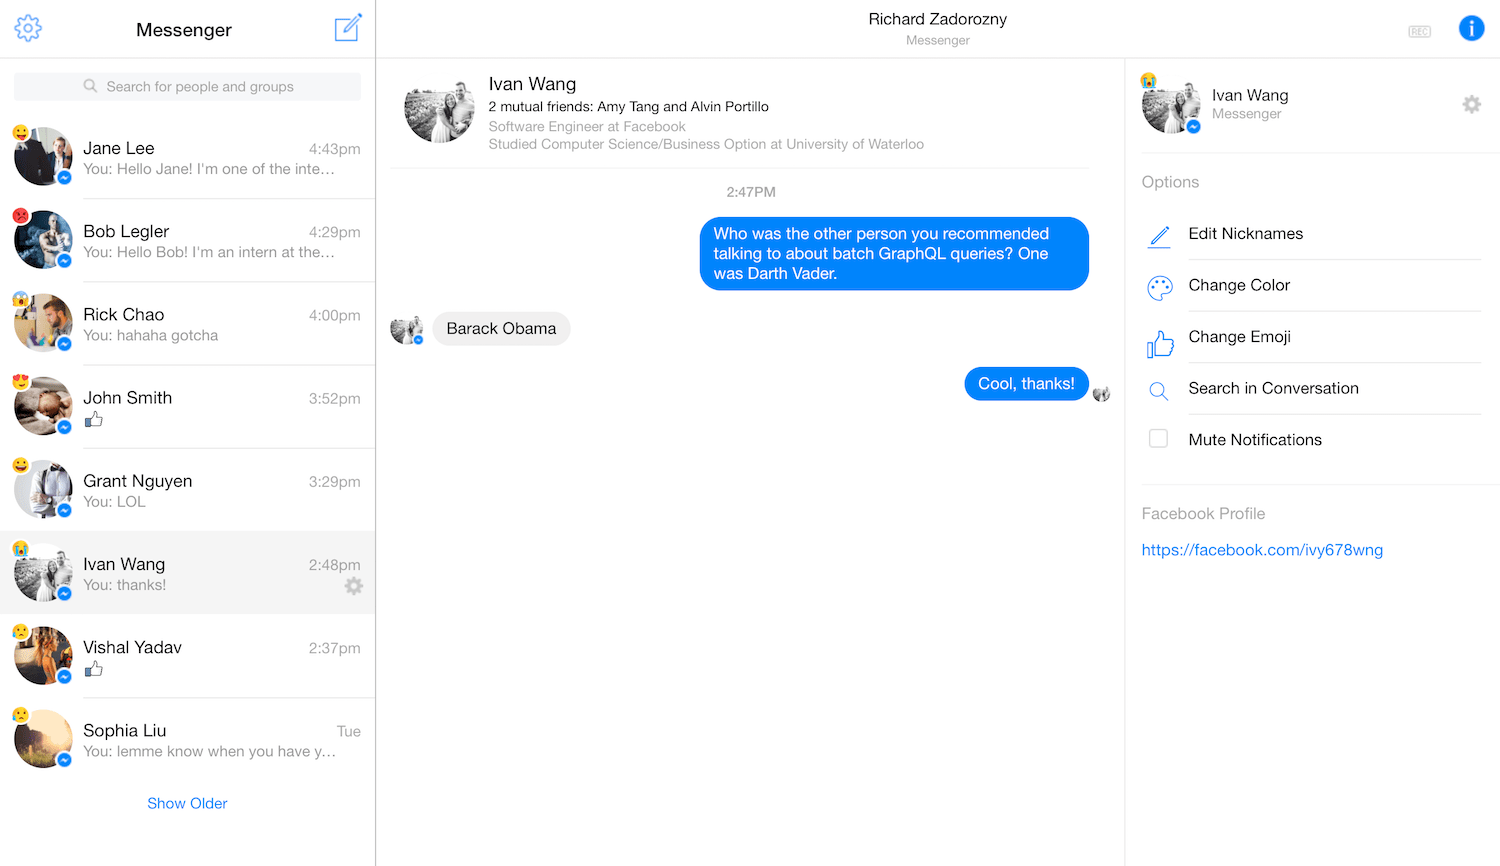 Messenger
Search for people and groups
Jane Lee
4:43pm
You: Hello Jane! I'm one of the inte…
Bob Legler
4:29pm
You: Hello Bob! I'm an intern at the…
Rick Chao
4:00pm
You: hahaha gotcha
John Smith
3:52pm
Grant Nguyen
3:29pm
You: LOL
Ivan Wang
2:48pm
You: thanks!
Vishal Yadav
2:37pm
Sophia Liu
Tue
You: lemme know when you have y…
Show Older
Richard Zadorozny
Messenger
REC
Ivan Wang
2 mutual friends: Amy Tang and Alvin Portillo
Software Engineer at Facebook
Studied Computer Science/Business Option at University of Waterloo
2:47PM
Who was the other person you recommended
talking to about batch GraphQL queries? One
was Darth Vader.
Barack Obama
Cool, thanks!
Ivan Wang
Messenger
Options
Edit Nicknames
Change Color
Change Emoji
Search in Conversation
Mute Notifications
Facebook Profile
https://facebook.com/ivy678wng